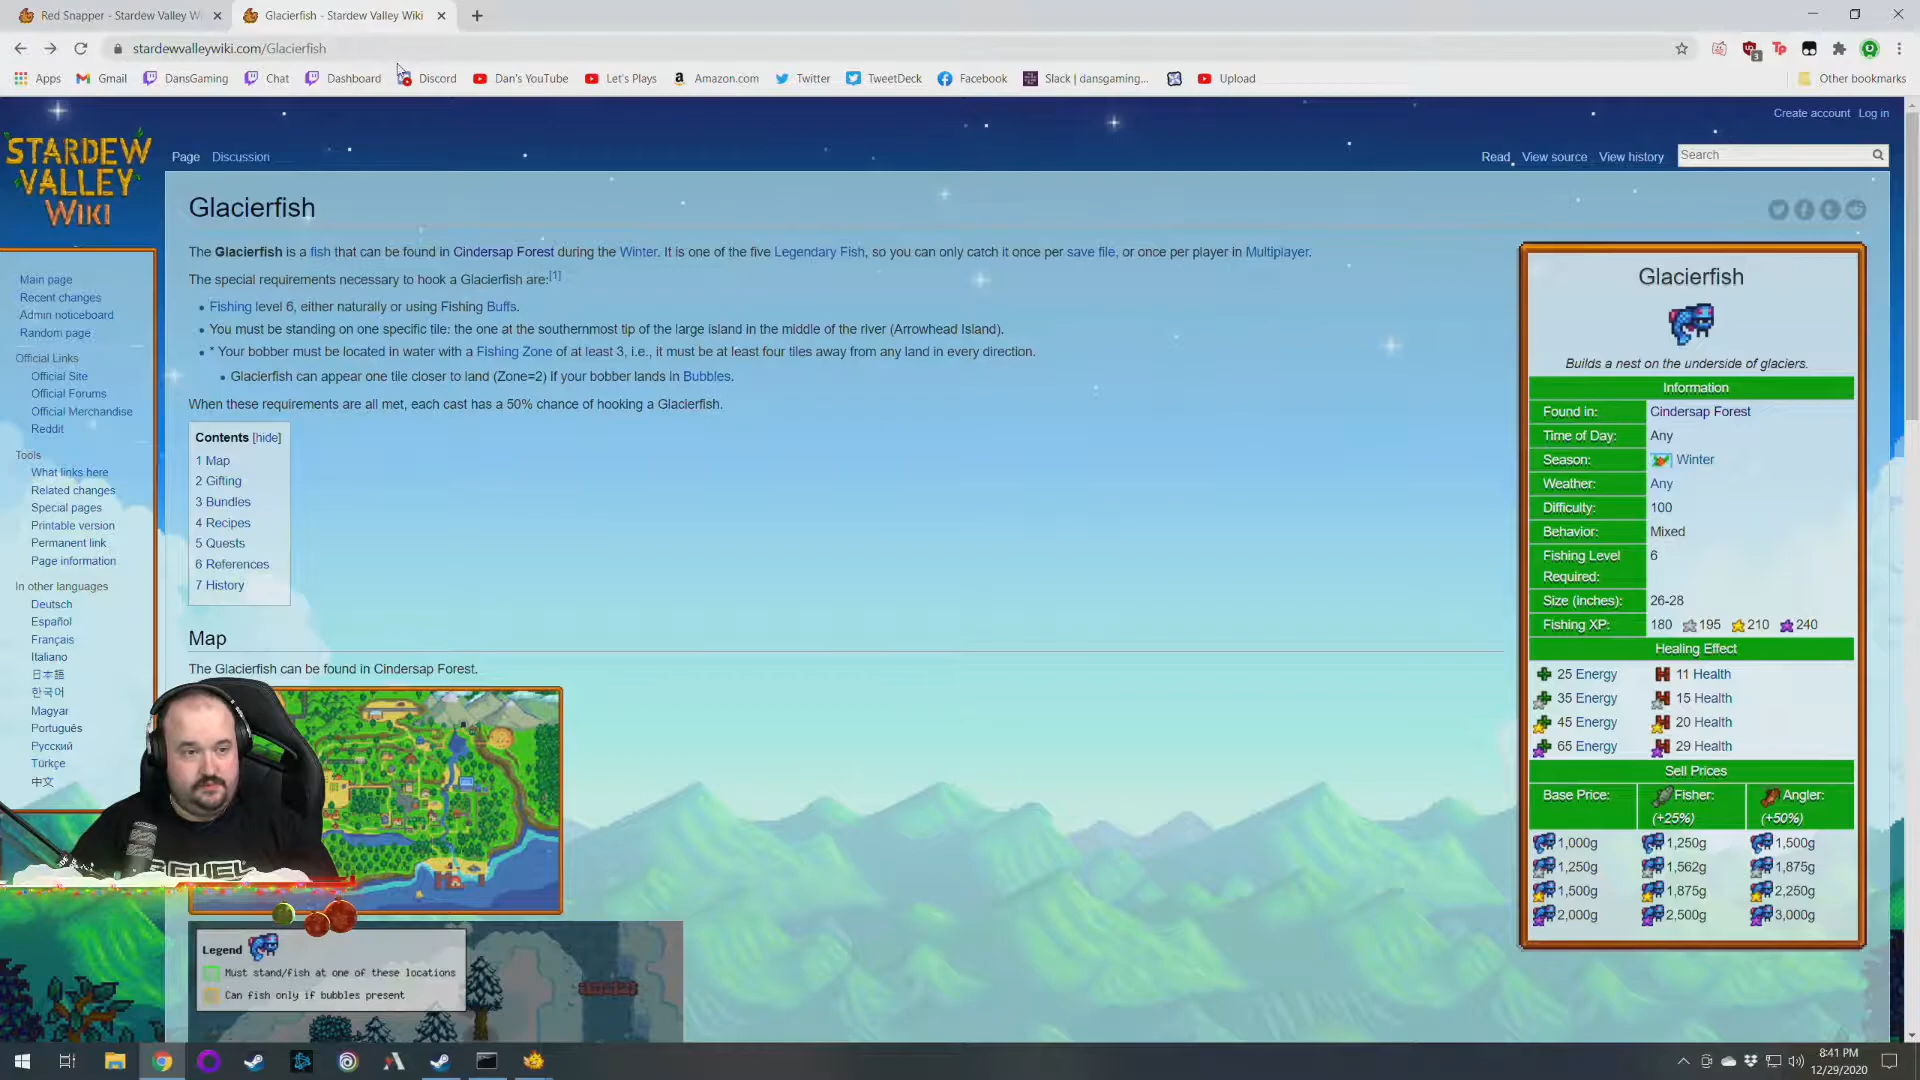 Red Snapper - Stardew Valley W
Glacierfish - Stardew Valley Wiki
stardewvalleywiki.com/Glacierfish
Apps
Gmail
DansGaming
Chat
Dashboard
Discord
Dan's YouTube
Let's Plays
Amazon.com
Twitter
TweetDeck
Facebook
Slack | dansgaming...
Upload
Other bookmarks
Create account Log in
STARDEW
VALLEY
WIKI
Page Discussion
Read View source View history
Search
Main page
Recent changes
Admin noticeboard
Random page
Official Links
Official Site
Official Forums
Official Merchandise
Reddit
Tools
What links here
Related changes
Special pages
Printable version
Permanent link
Page information
In other languages
Deutsch
Español
Français
Italiano
日本語
한국어
Magyar
Português
Русский
Türkçe
中文
Glacierfish
The Glacierfish is a fish that can be found in Cindersap Forest during the Winter. It is one of the five Legendary Fish, so you can only catch it once per save file, or once per player in Multiplayer.
The special requirements necessary to hook a Glacierfish are:[1]
• Fishing level 6, either naturally or using Fishing Buffs.
• You must be standing on one specific tile: the one at the southernmost tip of the large island in the middle of the river (Arrowhead Island).
• * Your bobber must be located in water with a Fishing Zone of at least 3, i.e., it must be at least four tiles away from any land in every direction.
• Glacierfish can appear one tile closer to land (Zone=2) If your bobber lands in Bubbles.
When these requirements are all met, each cast has a 50% chance of hooking a Glacierfish.
Contents [hide]
1 Map
2 Gifting
3 Bundles
4 Recipes
5 Quests
6 References
7 History
Map
The Glacierfish can be found in Cindersap Forest.
Legend
Must stand/fish at one of these locations
Can fish only if bubbles present
Glacierfish
Builds a nest on the underside of glaciers.
Information
Found in: Cindersap Forest
Time of Day: Any
Season: Winter
Weather: Any
Difficulty: 100
Behavior: Mixed
Fishing Level 6
Required:
Size (inches): 26-28
Fishing XP: 180 195 210 240
Healing Effect
25 Energy 11 Health
35 Energy 15 Health
45 Energy 20 Health
65 Energy 29 Health
Sell Prices
Base Price: Fisher: Angler:
(+25%) (+50%)
1,000g 1,250g 1,500g
1,250g 1,562g 1,875g
1,500g 1,875g 2,250g
2,000g 2,500g 3,000g
8:41 PM
12/29/2020